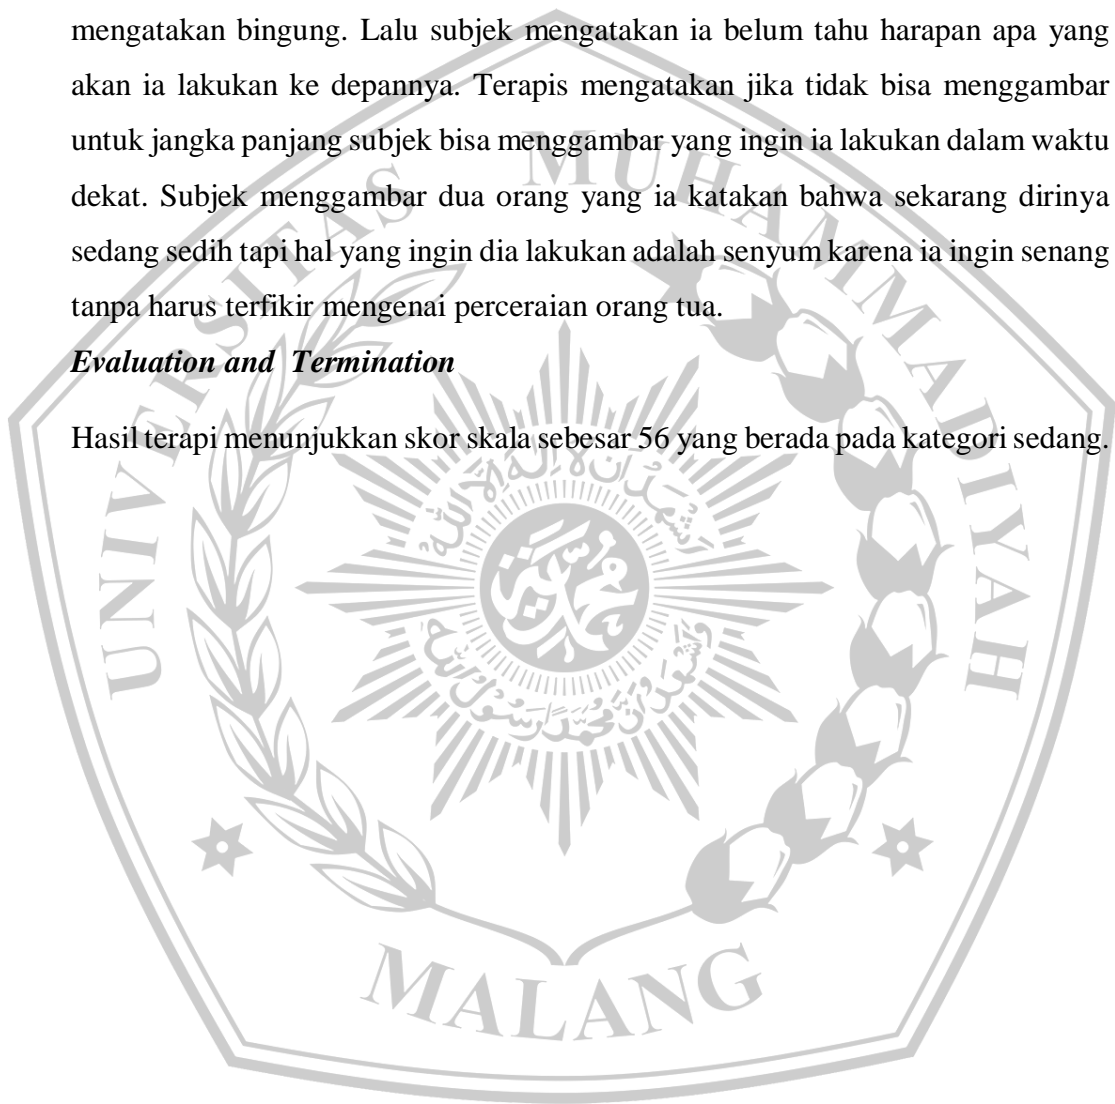 mengatakan bingung. Lalu subjek mengatakan ia belum tahu harapan apa yang
akan ia lakukan ke depannya. Terapis mengatakan jika tidak bisa menggambar
untuk jangka panjang subjek bisa menggambar yang ingin ia lakukan dalam waktu
dekat. Subjek menggambar dua orang yang ia katakan bahwa sekarang dirinya
sedang sedih tapi hal yang ingin dia lakukan adalah senyum karena ia ingin senang
tanpa harus terfikir mengenai perceraian orang tua.
Evaluation and Termination
Hasil terapi menunjukkan skor skala sebesar 56 yang berada pada kategori sedang.
UNIVERSITAS MUHAMMADIYAH
MALANG